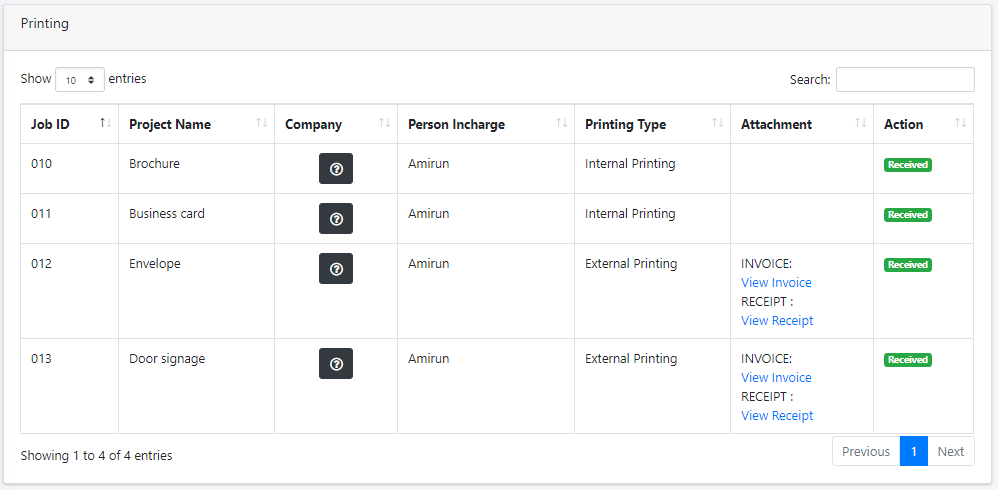 Printing
Show 10 entries Search:
Job ID Project Name Company Person Incharge Printing Type Attachment Action
010 Brochure Amirun Internal Printing Received
011 Business card Amirun Internal Printing Received
012 Envelope Amirun External Printing INVOICE: Received
View Invoice
RECEIPT :
View Receipt
013 Door signage Amirun External Printing INVOICE: Received
View Invoice
RECEIPT :
View Receipt
Showing 1 to 4 of 4 entries Previous 1 Next